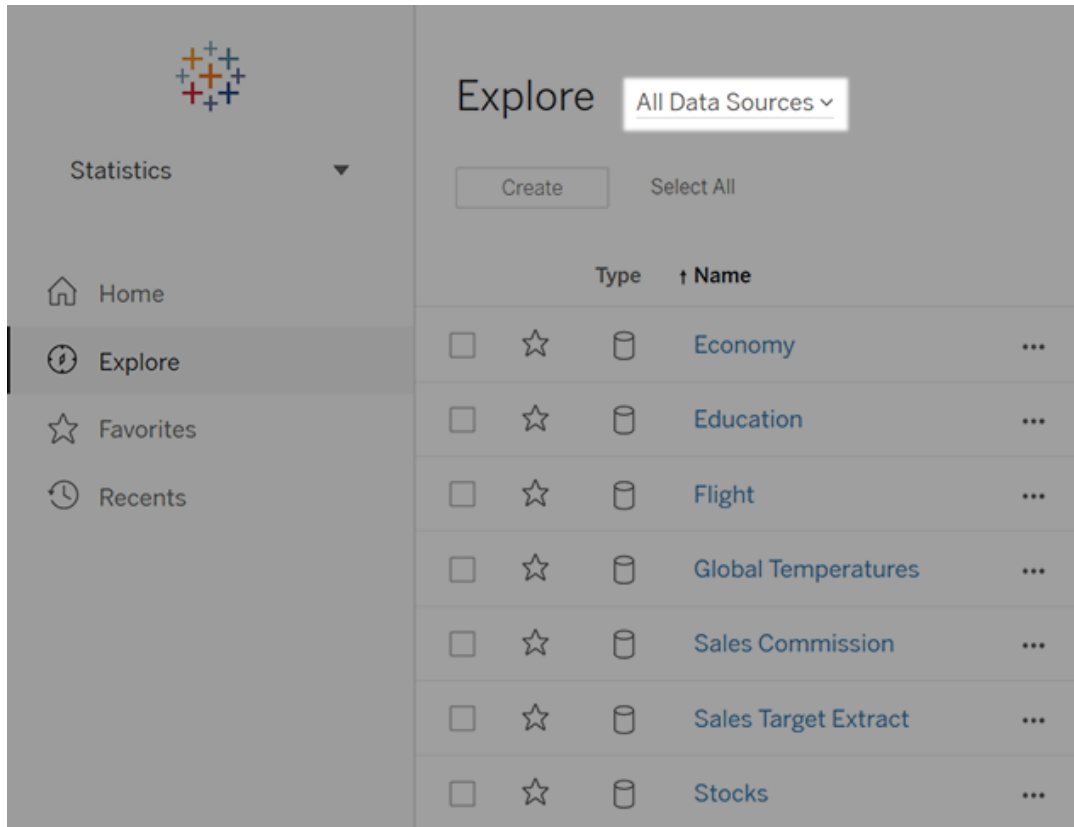 Statistics
Home
Explore
Favorites
Recents
Explore All Data Sources
Create Select All
Type ↑ Name
Economy
Education
Flight
Global Temperatures
Sales Commission
Sales Target Extract
Stocks